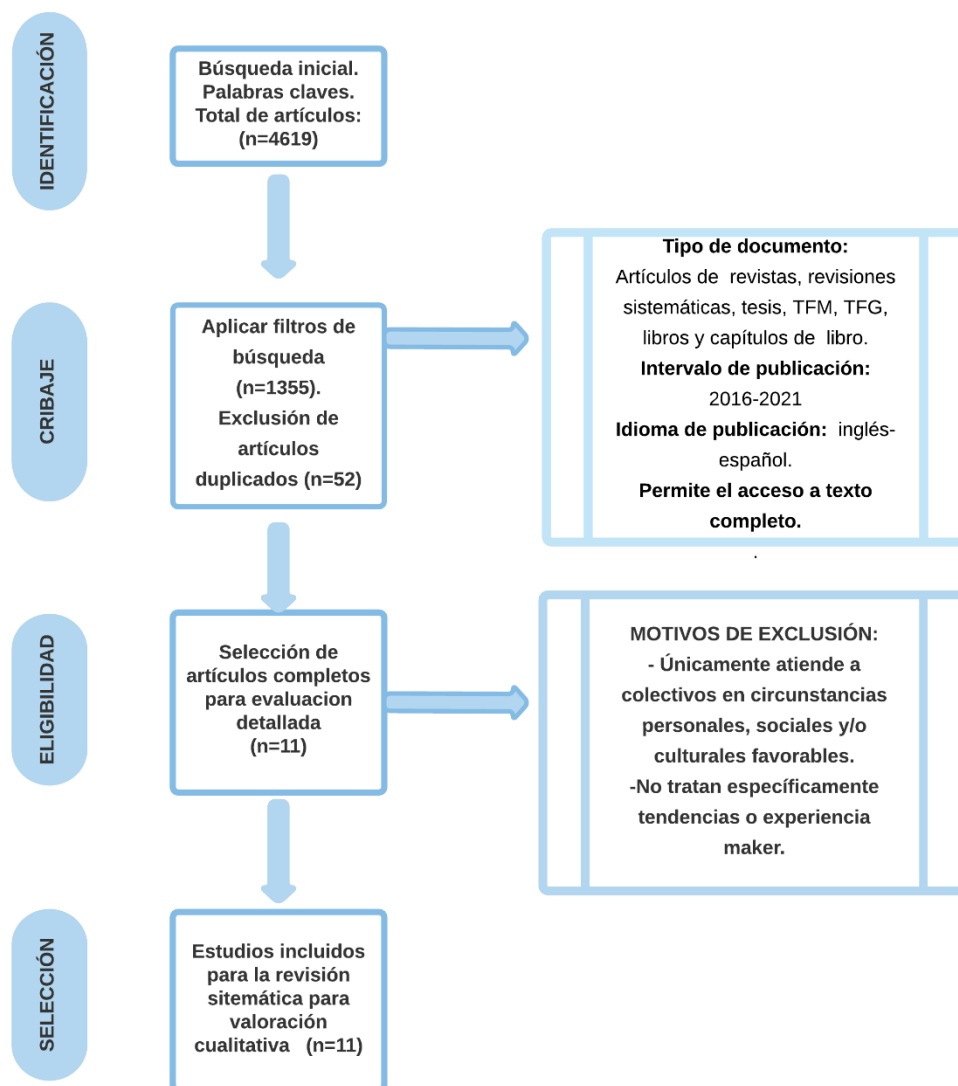 IDENTIFICACIÓN
Búsqueda inicial.
Palabras claves.
Total de artículos:
(n=4619)
CRIBAJE
Aplicar filtros de
búsqueda
(n=1355).
Exclusión de
artículos
duplicados (n=52)
Tipo de documento:
Artículos de revistas, revisiones
sistemáticas, tesis, TFM, TFG,
libros y capítulos de libro.
Intervalo de publicación:
2016-2021
Idioma de publicación: inglés-
español.
Permite el acceso a texto
completo.
.
ELIGIBILIDAD
Selección de
artículos completos
para evaluacion
detallada
(n=11)
MOTIVOS DE EXCLUSIÓN:
- Únicamente atiende a
colectivos en circunstancias
personales, sociales y/o
culturales favorables.
-No tratan específicamente
tendencias o experiencia
maker.
SELECCIÓN
Estudios incluidos
para la revisión
sitemática para
valoración
cualitativa (n=11)